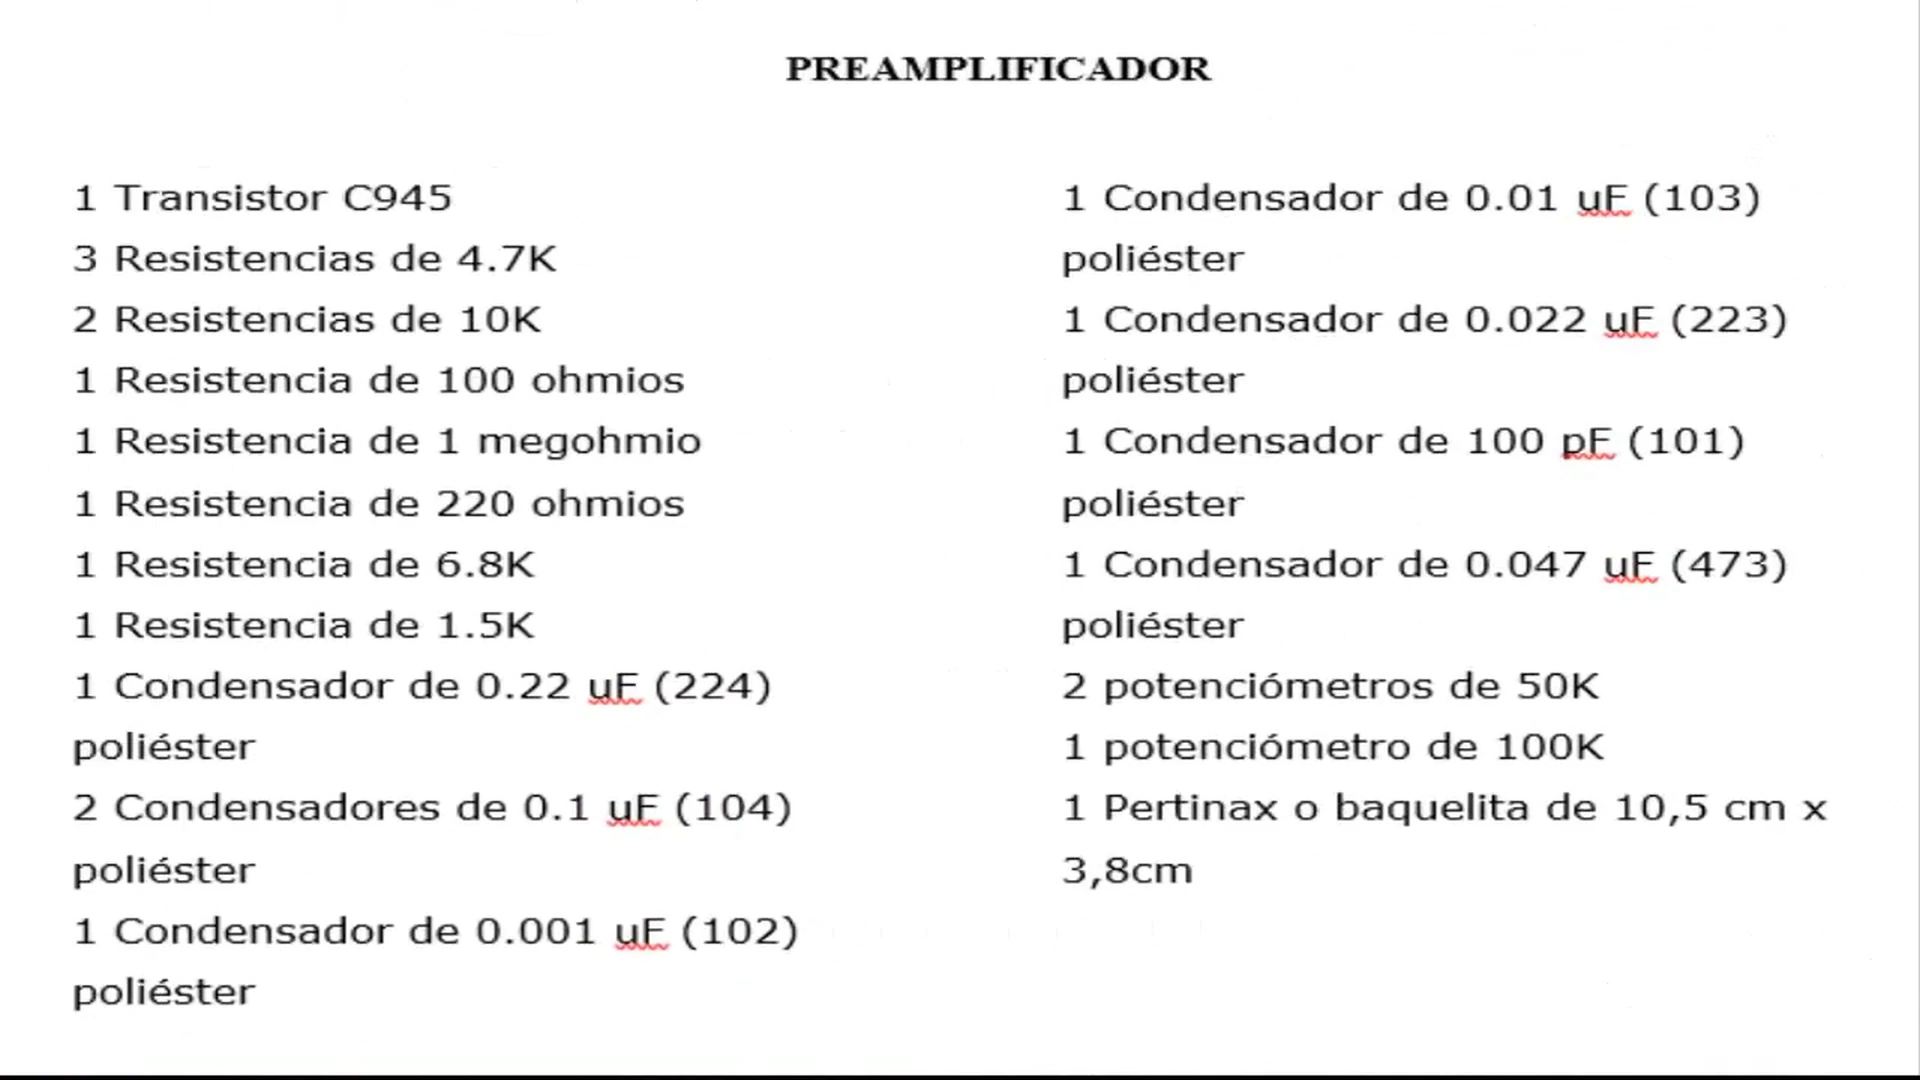 PREAMPLIFICADOR
1 Transistor C945
3 Resistencias de 4.7K
2 Resistencias de 10K
1 Resistencia de 100 ohmios
1 Resistencia de 1 megohmio
1 Resistencia de 220 ohmios
1 Resistencia de 6.8K
1 Resistencia de 1.5K
1 Condensador de 0.22 uF (224)
poliéster
2 Condensadores de 0.1 uF (104)
poliéster
1 Condensador de 0.001 uF (102)
poliéster
1 Condensador de 0.01 uF (103)
poliéster
1 Condensador de 0.022 uF (223)
poliéster
1 Condensador de 100 pF (101)
poliéster
1 Condensador de 0.047 uF (473)
poliéster
2 potenciómetros de 50K
1 potenciómetro de 100K
1 Pertinax o baquelita de 10,5 cm x
3,8cm